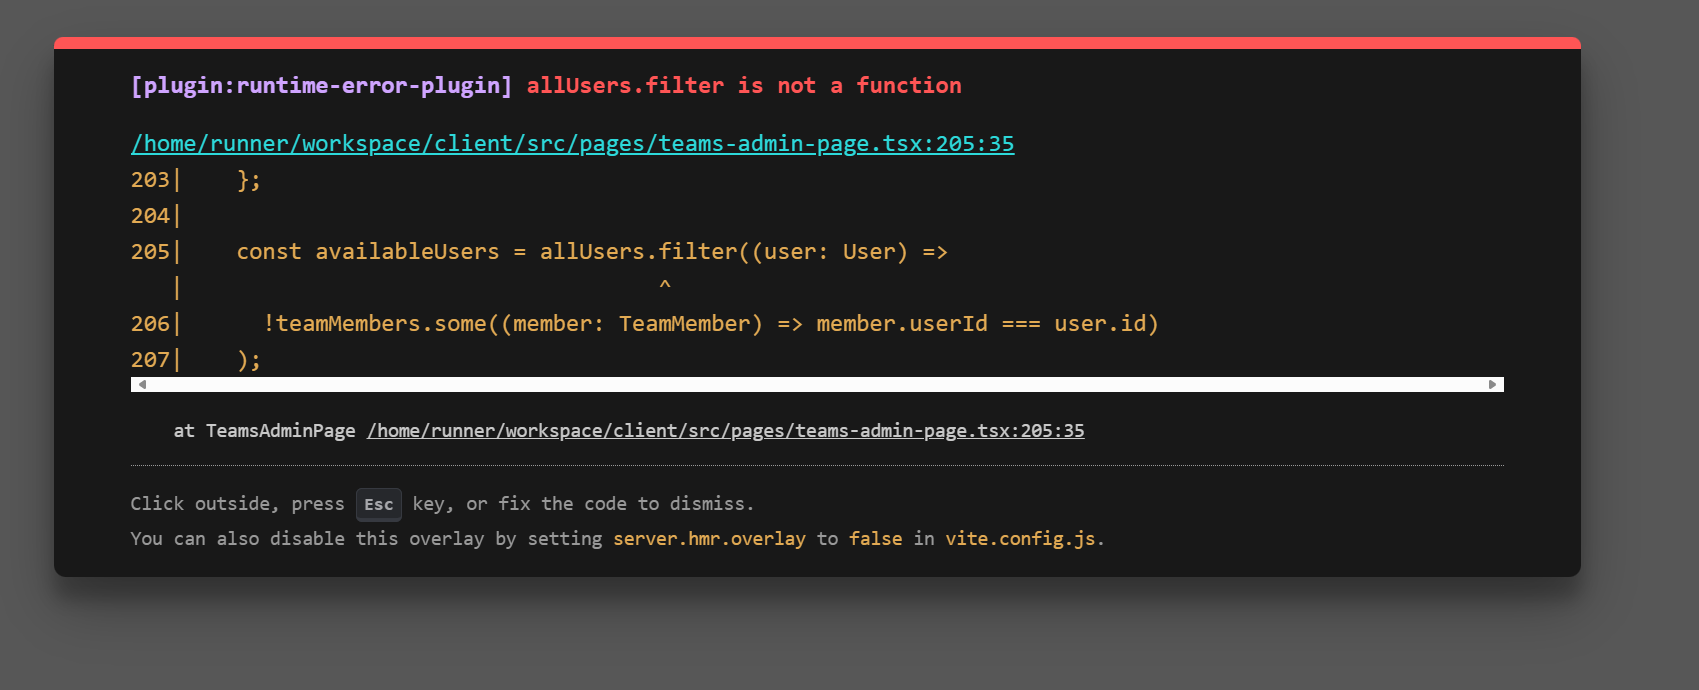 [plugin:runtime-error-plugin] allUsers.filter is not a function
/home/runner/workspace/client/src/pages/teams-admin-page.tsx:205:35
203|    };
204|
205|    const availableUsers = allUsers.filter((user: User) =>
   |                                    ^
206|      !teamMembers.some((member: TeamMember) => member.userId === user.id)
207|    );
at TeamsAdminPage /home/runner/workspace/client/src/pages/teams-admin-page.tsx:205:35
Click outside, press Esc key, or fix the code to dismiss.
You can also disable this overlay by setting server.hmr.overlay to false in vite.config.js.